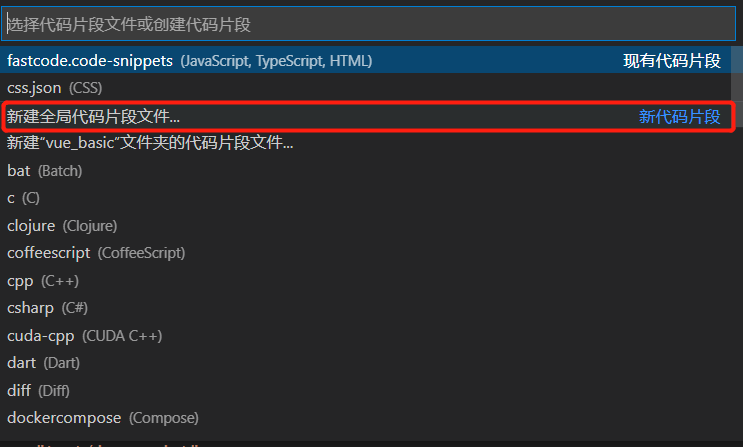 选择代码片段文件或创建代码片段
fastcode.code-snippets (JavaScript, TypeScript, HTML) 现有代码片段
css.json (CSS)
新建全局代码片段文件... 新代码片段
新建“vue_basic”文件夹的代码片段文件...
bat (Batch)
c (C)
clojure (Clojure)
coffeescript (CoffeeScript)
cpp (C++)
csharp (C#)
cuda-cpp (CUDA C++)
dart (Dart)
diff (Diff)
dockercompose (Compose)